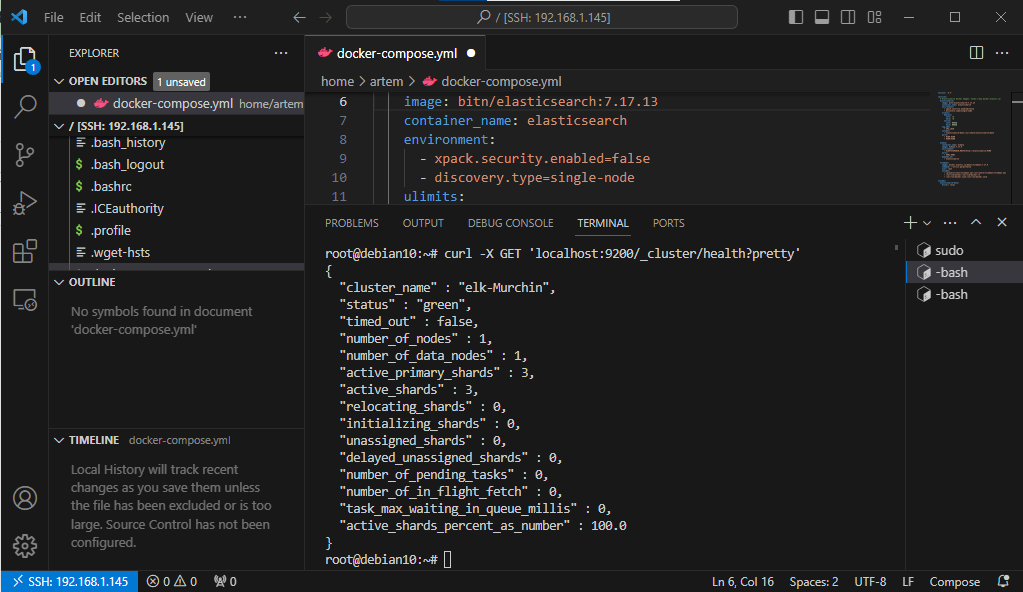 File Edit Selection View ···
/ [SSH: 192.168.1.145]
EXPLORER
OPEN EDITORS 1 unsaved
docker-compose.yml home/artem
/ [SSH: 192.168.1.145]
.bash_history
.bash_logout
.bashrc
.ICEauthority
.profile
.wget-hsts
OUTLINE
No symbols found in document
'docker-compose.yml'
TIMELINE docker-compose.yml
Local History will track recent
changes as you save them unless
the file has been excluded or is too
large. Source Control has not been
configured.
1
docker-compose.yml
home > artem > docker-compose.yml
6 image: bitn/elasticsearch:7.17.13
7 container_name: elasticsearch
8 environment:
9 - xpack.security.enabled=false
10 - discovery.type=single-node
11 ulimits:
PROBLEMS OUTPUT DEBUG CONSOLE TERMINAL PORTS
root@debian10:~# curl -X GET 'localhost:9200/_cluster/health?pretty'
{
"cluster_name" : "elk-Murchin",
"status" : "green",
"timed_out" : false,
"number_of_nodes" : 1,
"number_of_data_nodes" : 1,
"active_primary_shards" : 3,
"active_shards" : 3,
"relocating_shards" : 0,
"initializing_shards" : 0,
"unassigned_shards" : 0,
"delayed_unassigned_shards" : 0,
"number_of_pending_tasks" : 0,
"number_of_in_flight_fetch" : 0,
"task_max_waiting_in_queue_millis" : 0,
"active_shards_percent_as_number" : 100.0
}
root@debian10:~#
sudo
-bash
-bash
SSH: 192.168.1.145 0 0 0 Ln 6, Col 16 Spaces: 2 UTF-8 LF Compose